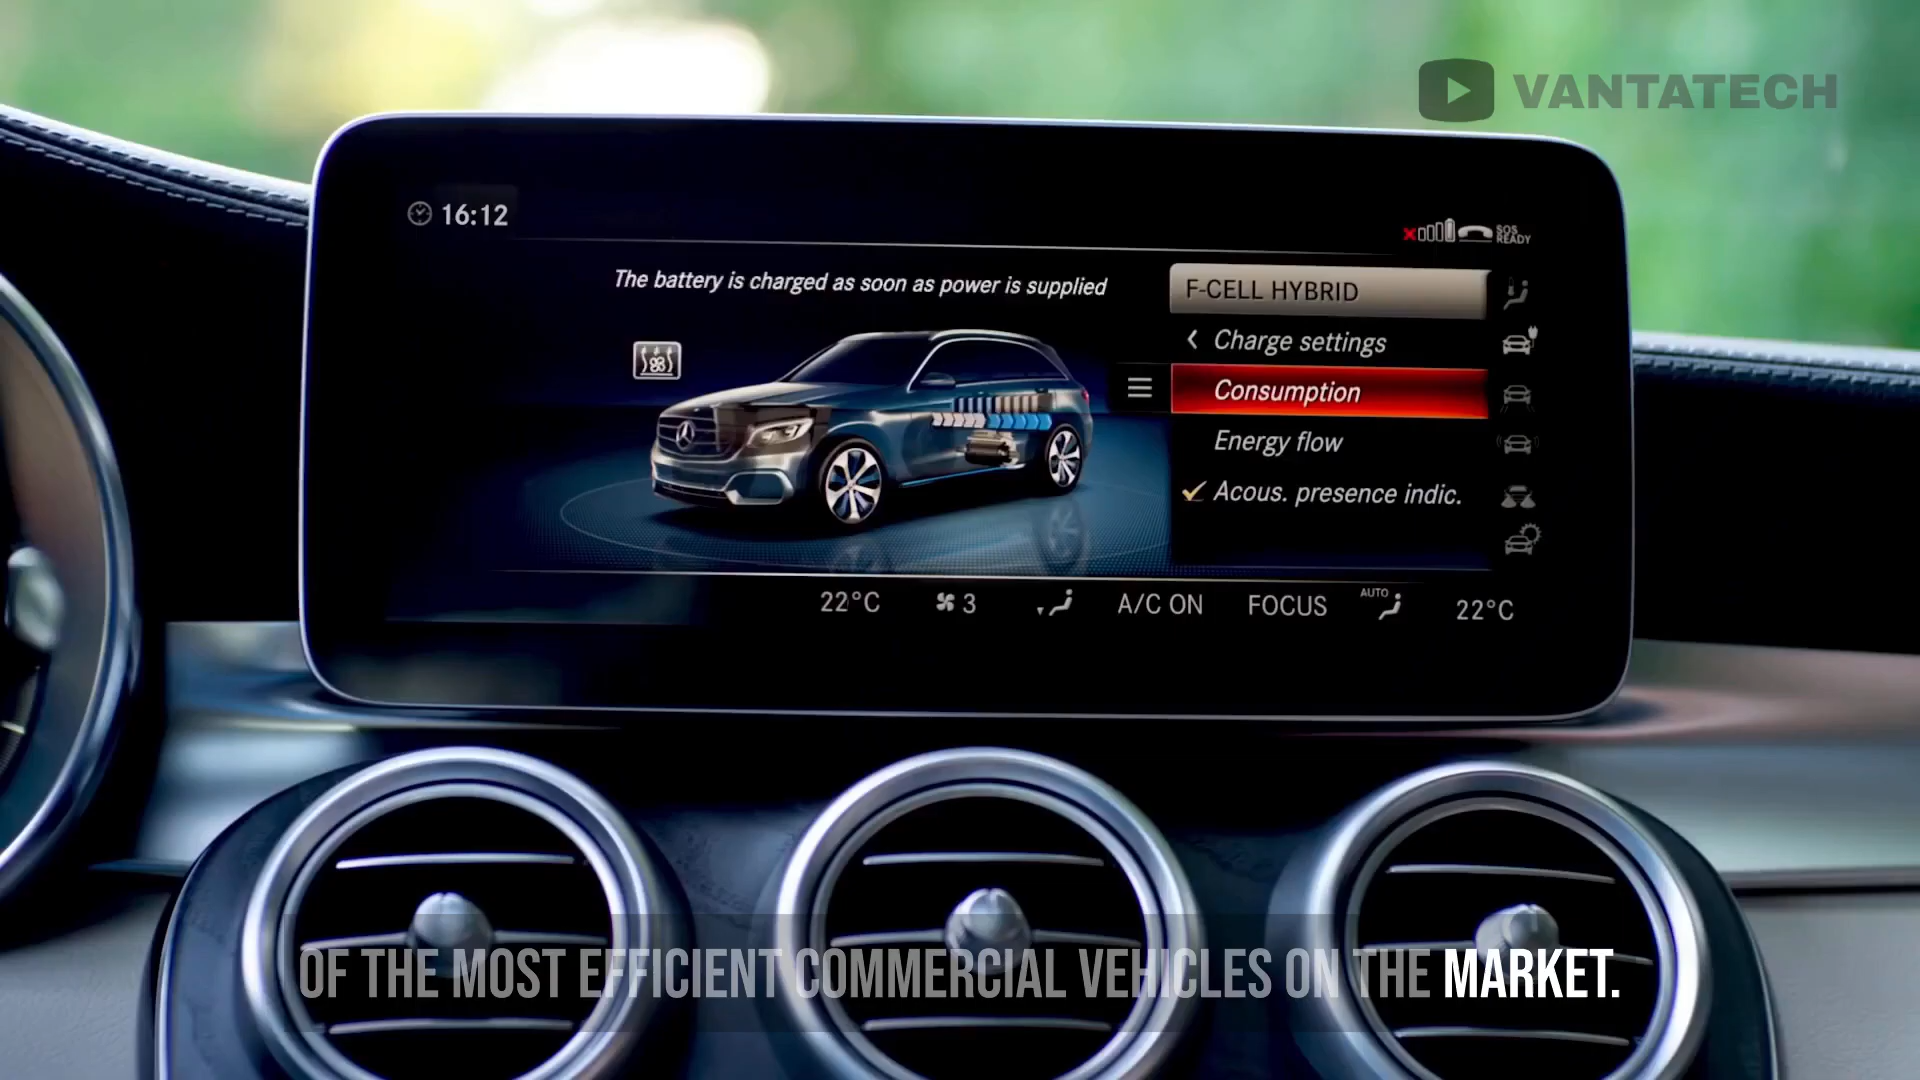 VANTATECH
16:12
SOS
READY
The battery is charged as soon as power is supplied
F-CELL HYBRID
Charge settings
Consumption
Energy flow
Acous. presence indic.
22°C 3 A/C ON FOCUS AUTO 22°C
OF THE MOST EFFICIENT COMMERCIAL VEHICLES ON THE MARKET.